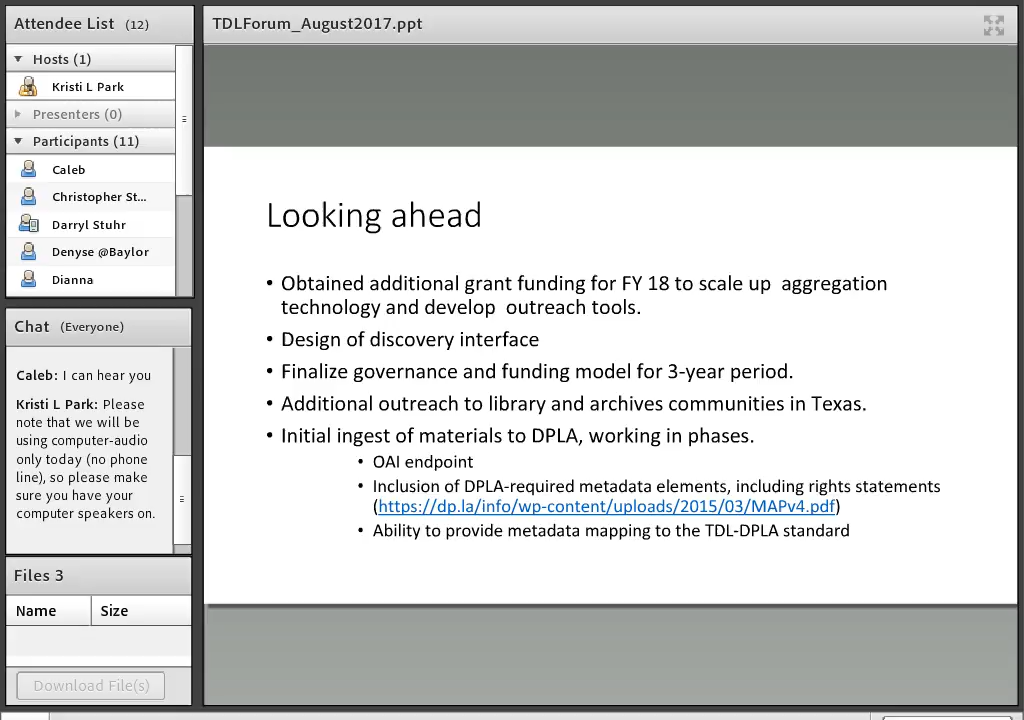 Attendee List (12)
Hosts (1)
Kristi L Park
Presenters (0)
Participants (11)
Caleb
Christopher St...
Darryl Stuhr
Denyse @Baylor
Dianna
Chat (Everyone)
Caleb: I can hear you
Kristi L Park: Please
note that we will be
using computer-audio
only today (no phone
line), so please make
sure you have your
computer speakers on.
Files 3
Name Size
Download File(s)
TDLForum_August2017.ppt
Looking ahead
• Obtained additional grant funding for FY 18 to scale up aggregation
technology and develop outreach tools.
• Design of discovery interface
• Finalize governance and funding model for 3-year period.
• Additional outreach to library and archives communities in Texas.
• Initial ingest of materials to DPLA, working in phases.
• OAI endpoint
• Inclusion of DPLA-required metadata elements, including rights statements
(https://dp.la/info/wp-content/uploads/2015/03/MAPv4.pdf)
• Ability to provide metadata mapping to the TDL-DPLA standard